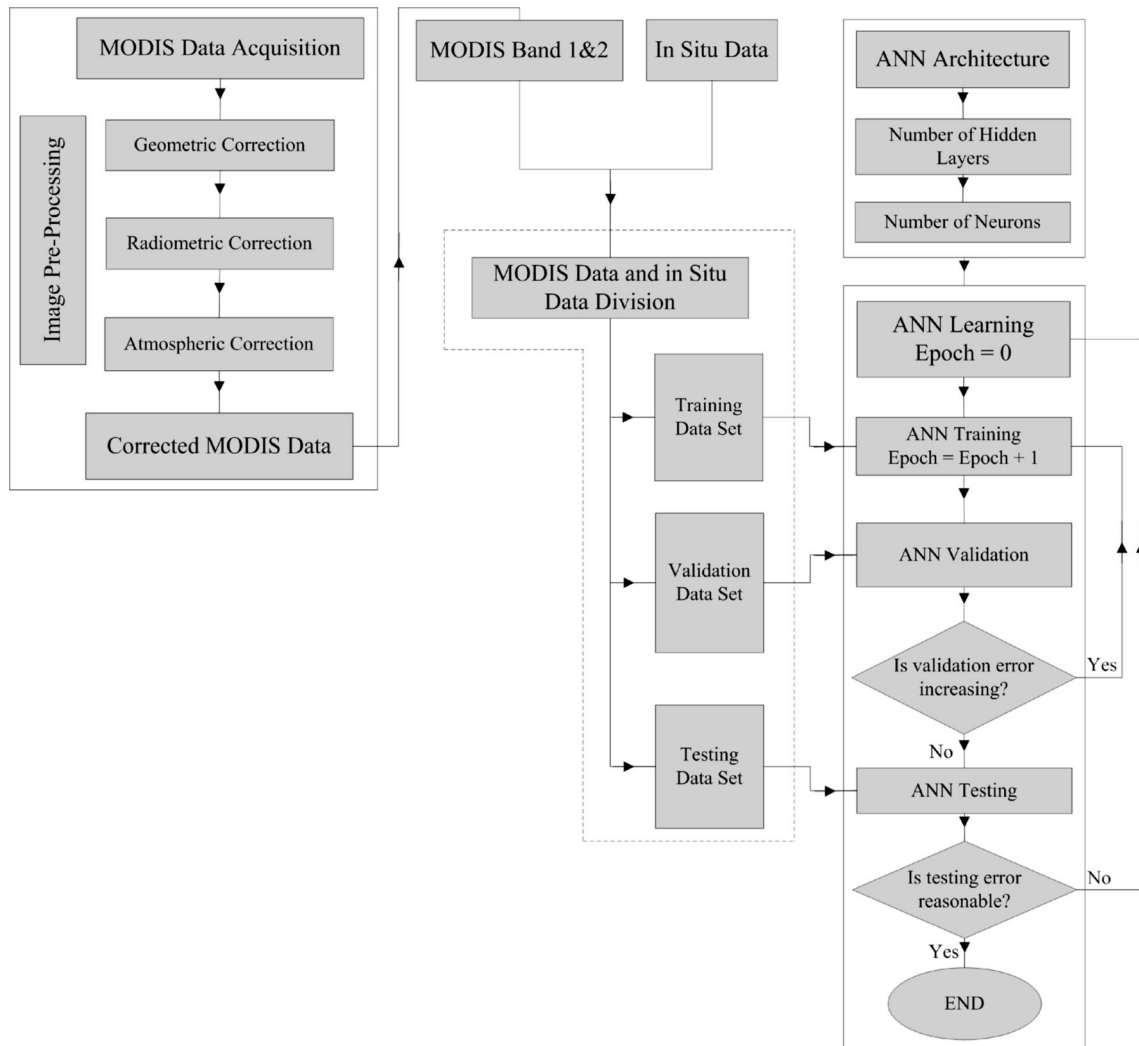 MODIS Data Acquisition
Image Pre-Processing
Geometric Correction
Radiometric Correction
Atmospheric Correction
Corrected MODIS Data
MODIS Band 1&2
In Situ Data
MODIS Data and in Situ
Data Division
Training
Data Set
Validation
Data Set
Testing
Data Set
ANN Architecture
Number of Hidden
Layers
Number of Neurons
ANN Learning
Epoch = 0
ANN Training
Epoch = Epoch + 1
ANN Validation
Is validation error
increasing?
Yes
No
ANN Testing
Is testing error
reasonable?
No
Yes
END